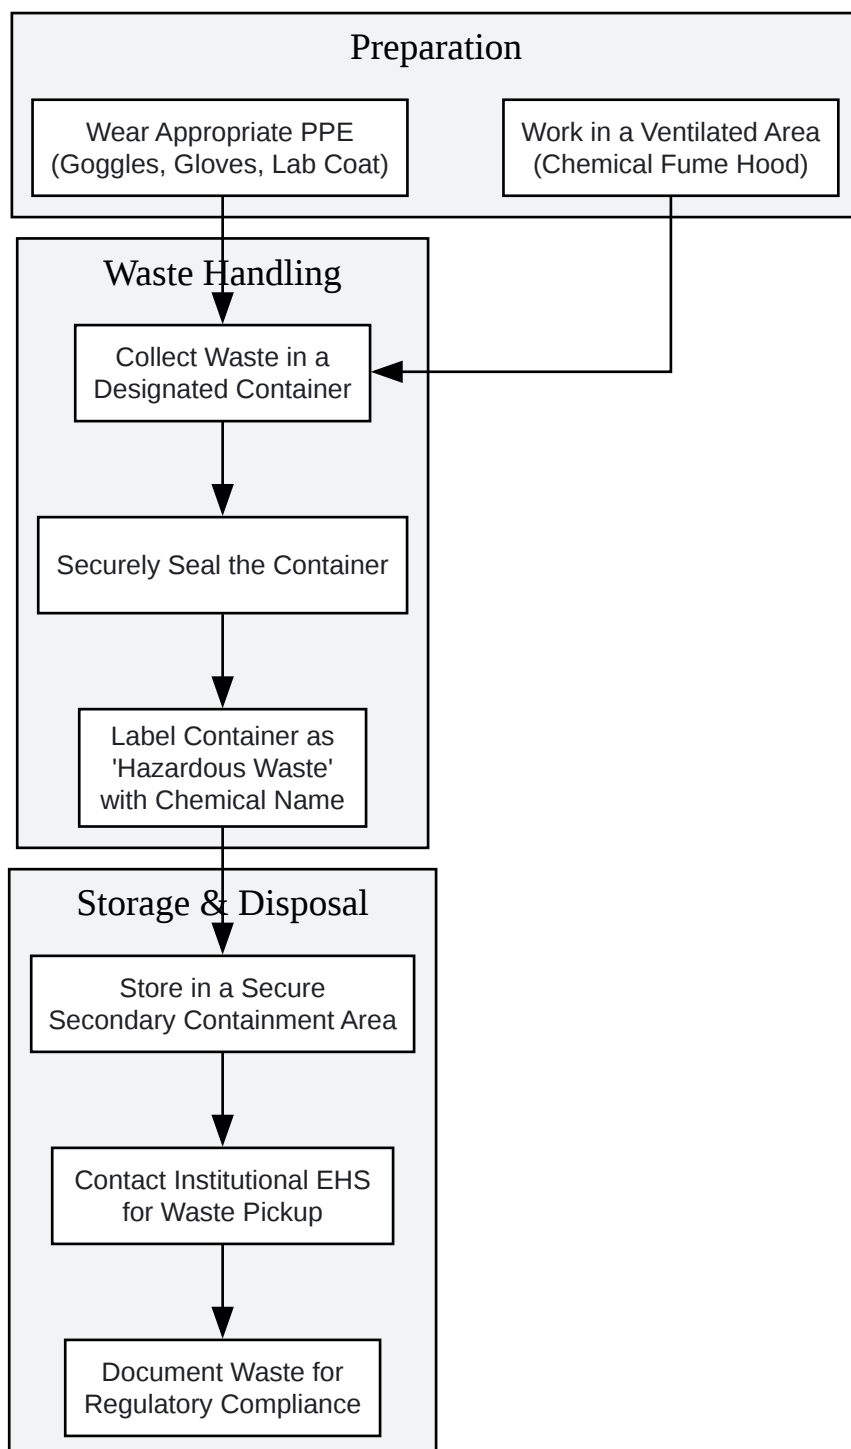 Preparation
Wear Appropriate PPE
(Goggles, Gloves, Lab Coat)
Work in a Ventilated Area
(Chemical Fume Hood)
Waste Handling
Collect Waste in a
Designated Container
Securely Seal the Container
Label Container as
'Hazardous Waste'
with Chemical Name
Storage & Disposal
Store in a Secure
Secondary Containment Area
Contact Institutional EHS
for Waste Pickup
Document Waste for
Regulatory Compliance